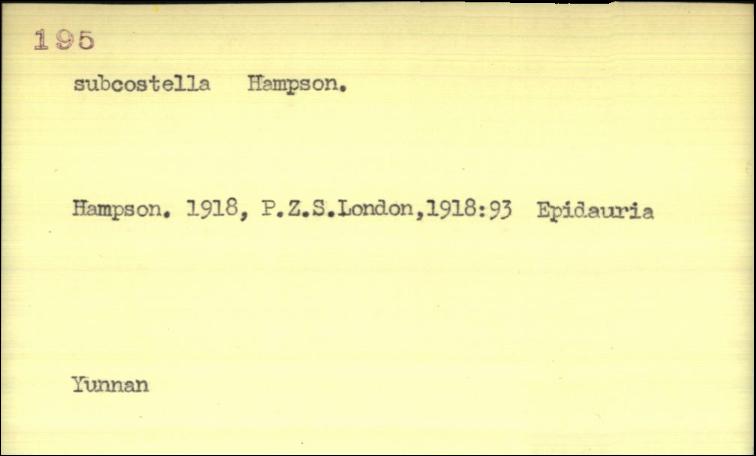 195
subcostella Hampson.
Hampson. 1918, P.Z.S.London,1918:93 Epidauria
Yunnan